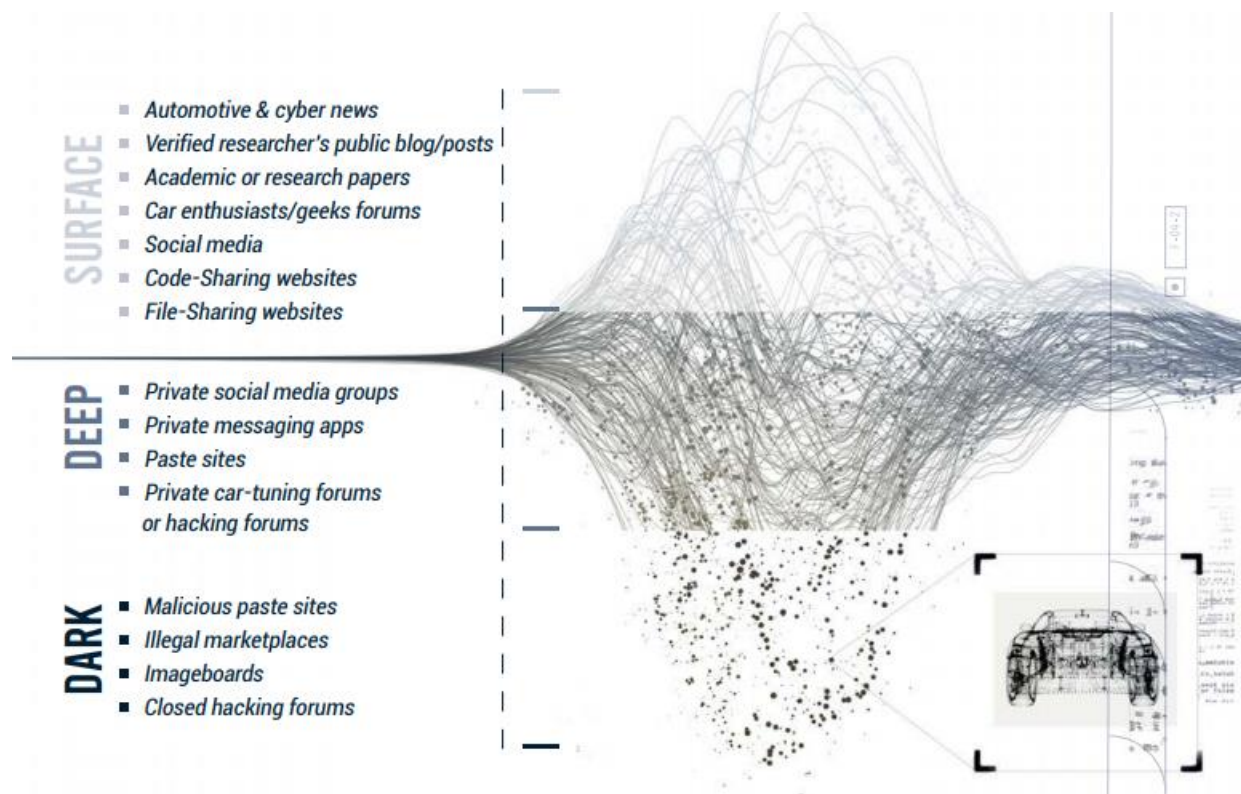 SURFACE
Automotive & cyber news
Verified researcher's public blog/posts
Academic or research papers
Car enthusiasts/geeks forums
Social media
Code-Sharing websites
File-Sharing websites
DEEP
Private social media groups
Private messaging apps
Paste sites
Private car-tuning forums
or hacking forums
DARK
Malicious paste sites
Illegal marketplaces
Imageboards
Closed hacking forums